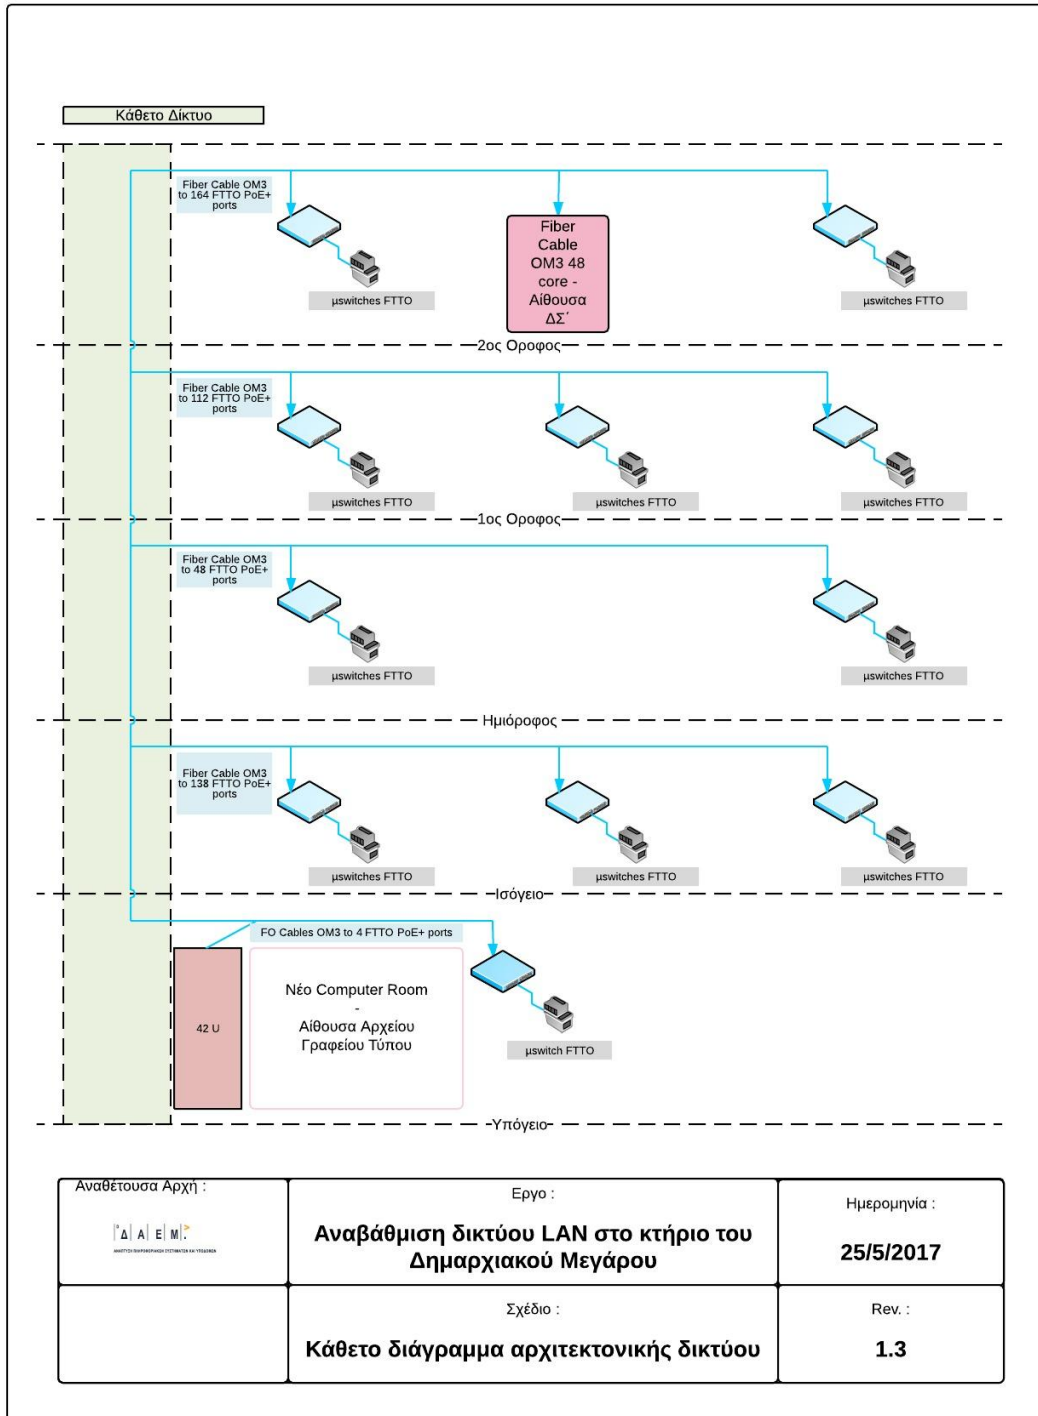 Κάθετο Δίκτυο
Fiber Cable OM3
to 164 FTTO PoE+
ports
Fiber
Cable
OM3 48
core -
Αίθουσα
ΔΣ΄
μswitches FTTO
μswitches FTTO
2ος Οροφος
Fiber Cable OM3
to 112 FTTO PoE+
ports
μswitches FTTO
μswitches FTTO
μswitches FTTO
1ος Οροφος
Fiber Cable OM3
to 48 FTTO PoE+
ports
μswitches FTTO
μswitches FTTO
Ημιόροφος
Fiber Cable OM3
to 138 FTTO PoE+
ports
μswitches FTTO
μswitches FTTO
μswitches FTTO
Ισόγειο
FO Cables OM3 to 4 FTTO PoE+ ports
42 U
Νέο Computer Room
-
Αίθουσα Αρχείου
Γραφείου Τύπου
μswitch FTTO
Υπόγειο
Αναθέτουσα Αρχή :
Δ Α Ε Μ
Εργο :
Αναβάθμιση δικτύου LAN στο κτήριο του
Δημαρχιακού Μεγάρου
Ημερομηνία :
25/5/2017
Σχέδιο :
Κάθετο διάγραμμα αρχιτεκτονικής δικτύου
Rev. :
1.3